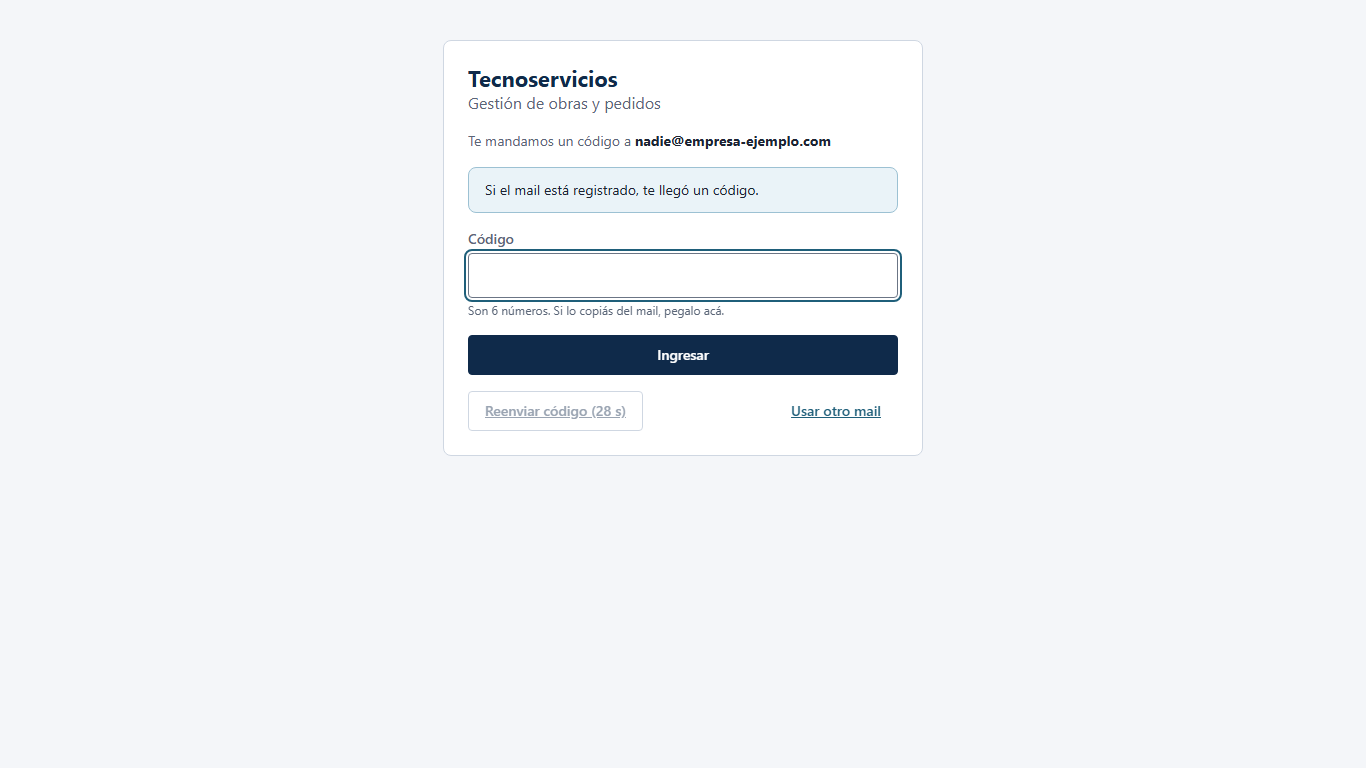 Tecnoservicios
Gestión de obras y pedidos
Te mandamos un código a nadie@empresa-ejemplo.com
Si el mail está registrado, te llegó un código.
Código
Son 6 números. Si lo copiás del mail, pegalo acá.
Ingresar
Reenviar código (28 s)
Usar otro mail